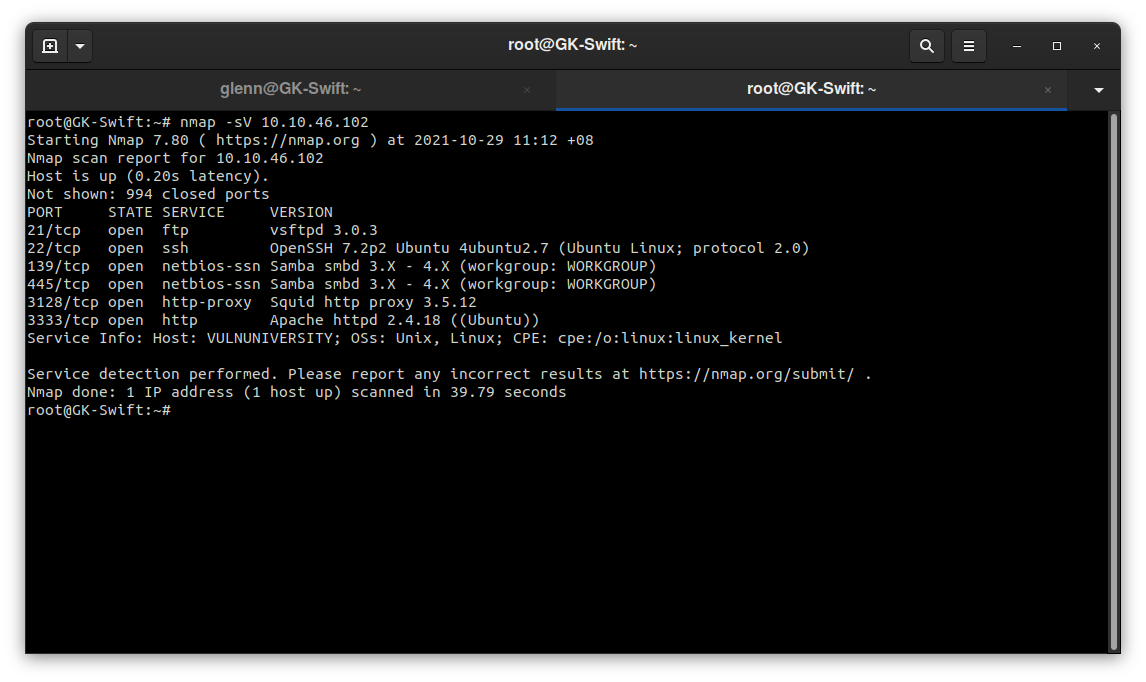 root@GK-Swift: ~
glenn@GK-Swift: ~
root@GK-Swift: ~
root@GK-Swift:~# nmap -sV 10.10.46.102
Starting Nmap 7.80 ( https://nmap.org ) at 2021-10-29 11:12 +08
Nmap scan report for 10.10.46.102
Host is up (0.20s latency).
Not shown: 994 closed ports
PORT     STATE SERVICE     VERSION
21/tcp   open  ftp         vsftpd 3.0.3
22/tcp   open  ssh         OpenSSH 7.2p2 Ubuntu 4ubuntu2.7 (Ubuntu Linux; protocol 2.0)
139/tcp  open  netbios-ssn Samba smbd 3.X - 4.X (workgroup: WORKGROUP)
445/tcp  open  netbios-ssn Samba smbd 3.X - 4.X (workgroup: WORKGROUP)
3128/tcp open  http-proxy  Squid http proxy 3.5.12
3333/tcp open  http        Apache httpd 2.4.18 ((Ubuntu))
Service Info: Host: VULNUNIVERSITY; OSs: Unix, Linux; CPE: cpe:/o:linux:linux_kernel
Service detection performed. Please report any incorrect results at https://nmap.org/submit/ .
Nmap done: 1 IP address (1 host up) scanned in 39.79 seconds
root@GK-Swift:~#